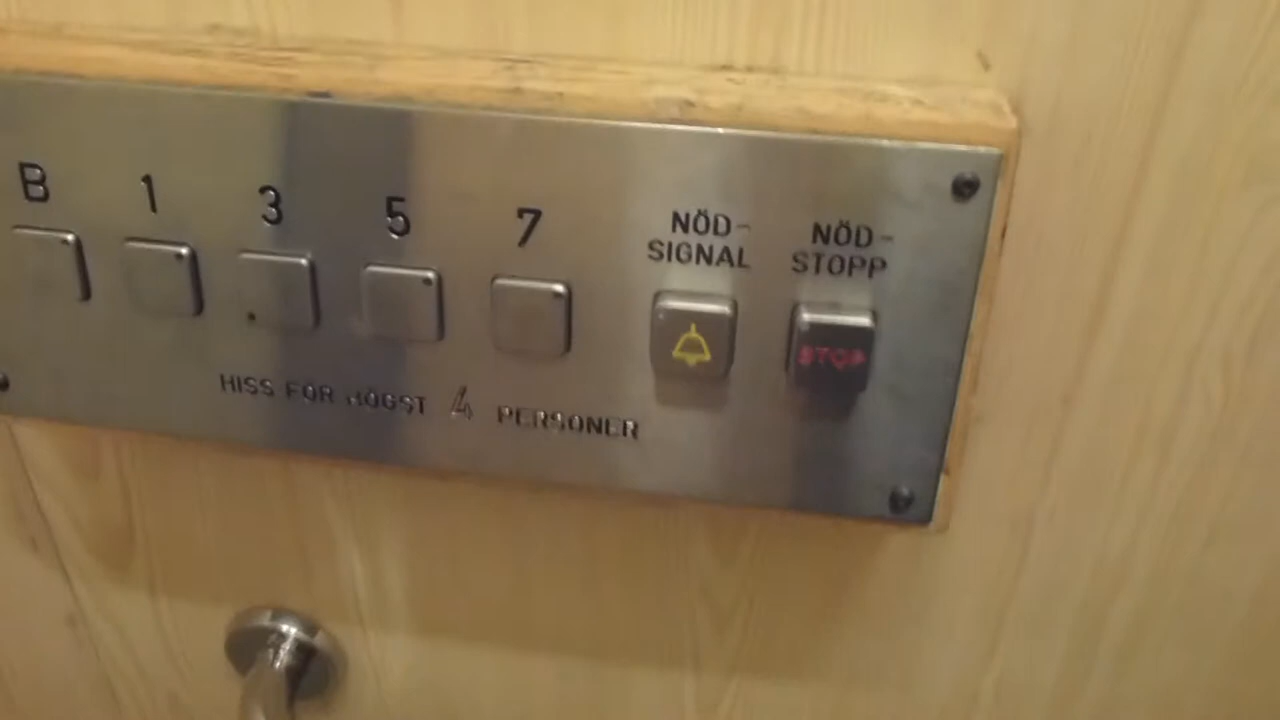 B 1 3 5 7
NÖD-
SIGNAL
NÖD-
STOPP
STOP
HISS FÖR HÖGST 4 PERSONER